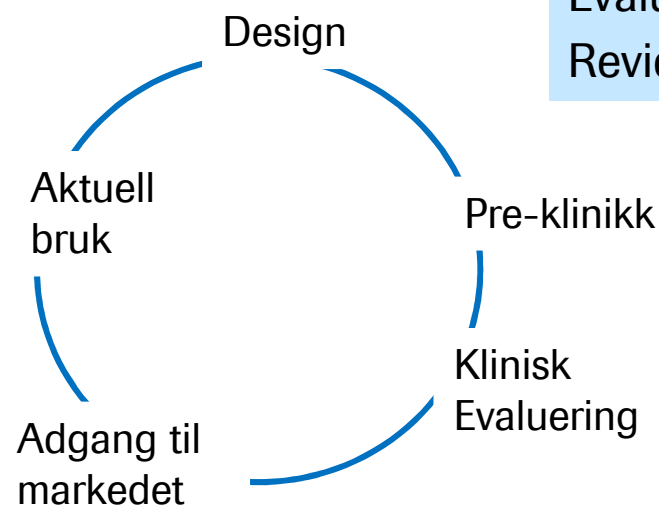 Design
Aktuell
bruk
Pre-klinikk
Klinisk
Evaluering
Adgang til
markedet